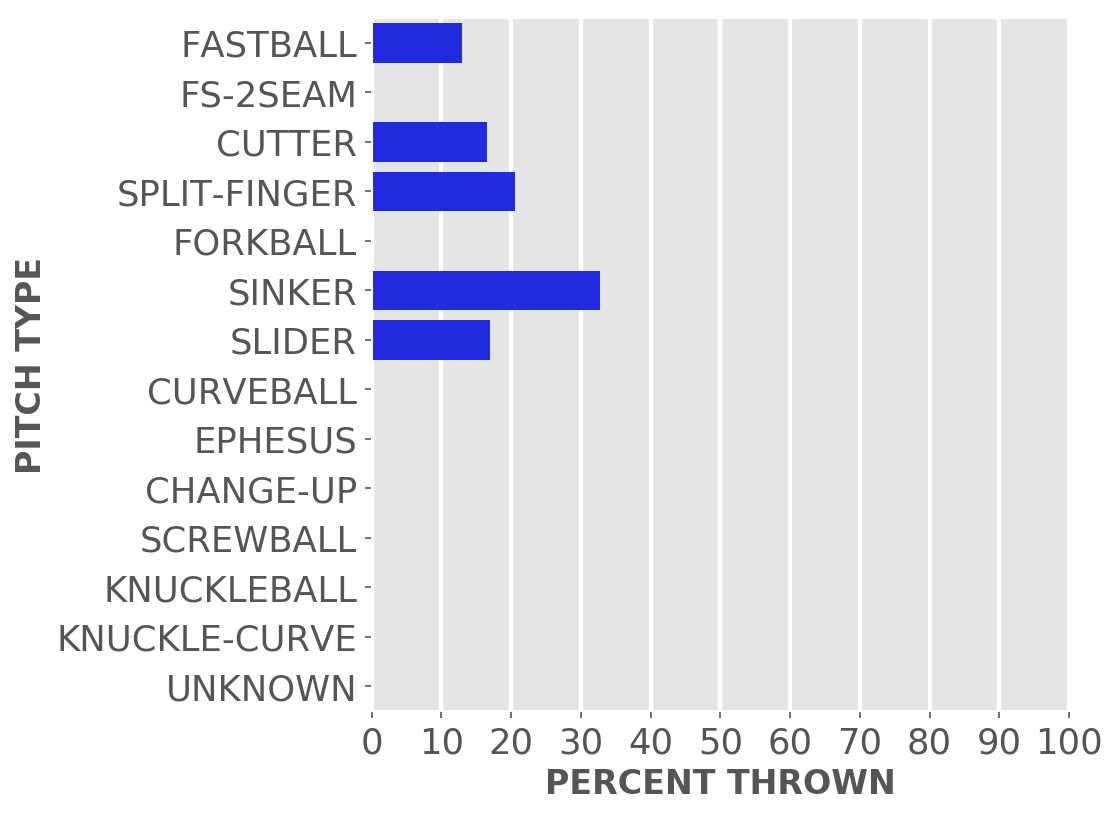 FASTBALL
FS-2SEAM
CUTTER
SPLIT-FINGER
FORKBALL
SINKER
SLIDER
CURVEBALL
EPHESUS
CHANGE-UP
SCREWBALL
KNUCKLEBALL
KNUCKLE-CURVE
UNKNOWN
PITCH TYPE
0 10 20 30 40 50 60 70 80 90 100
PERCENT THROWN